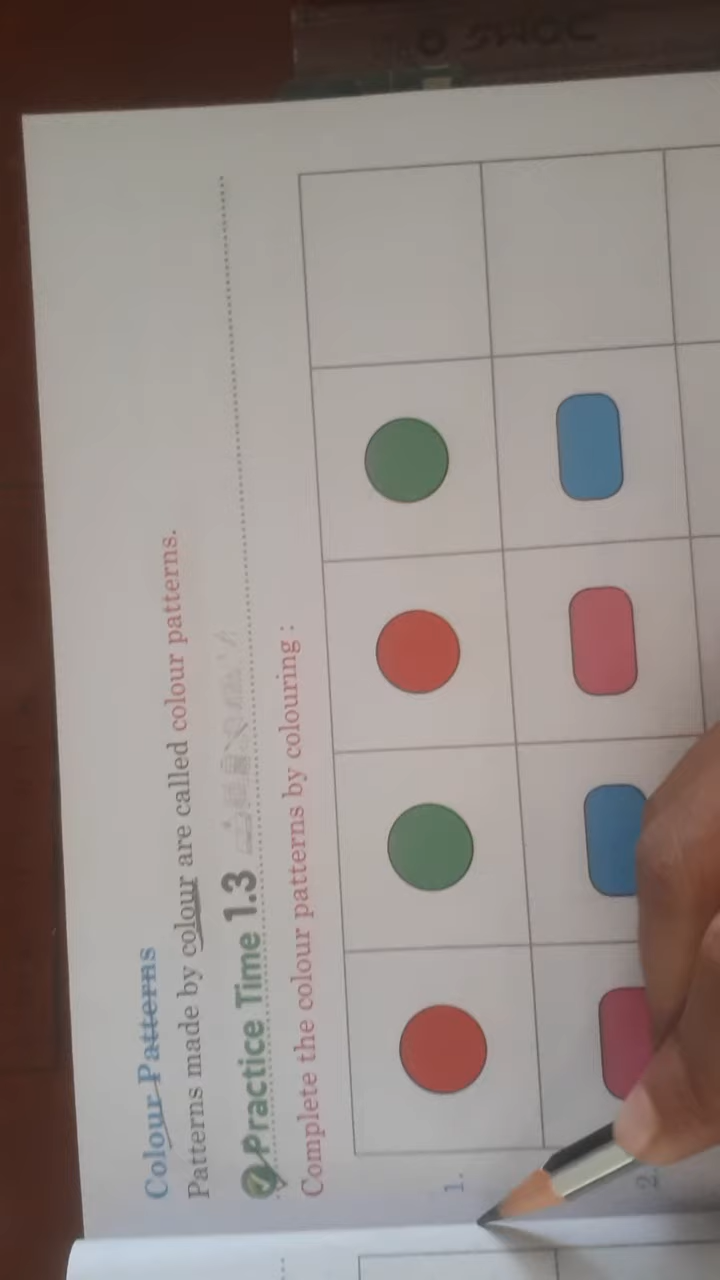 Colour Patterns
Patterns made by colour are called colour patterns.
Practice Time 1.3
Complete the colour patterns by colouring :
1.
2.